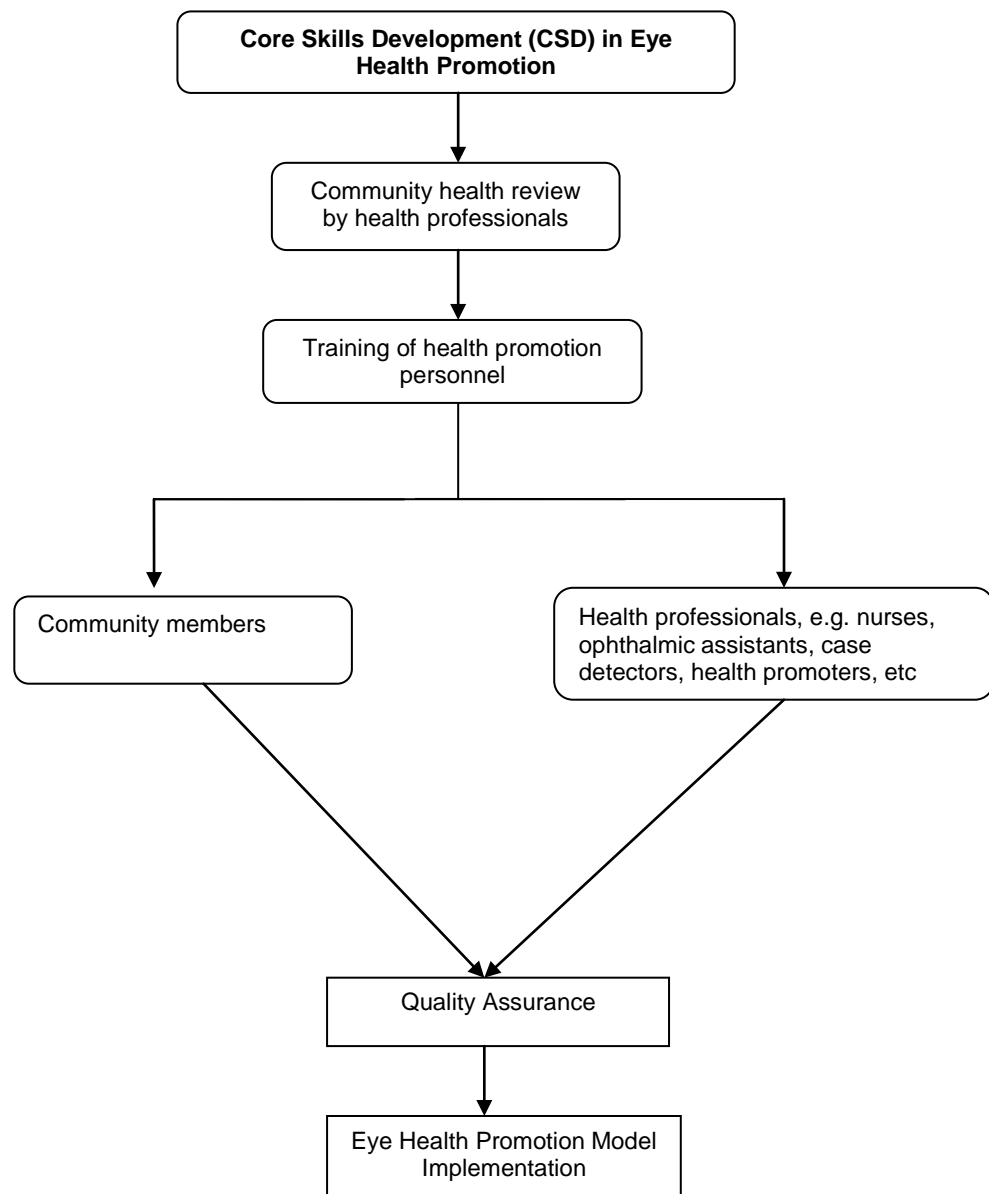 Core Skills Development (CSD) in Eye
Health Promotion
Community health review
by health professionals
Training of health promotion
personnel
Community members
Health professionals, e.g. nurses,
ophthalmic assistants, case
detectors, health promoters, etc
Quality Assurance
Eye Health Promotion Model
Implementation